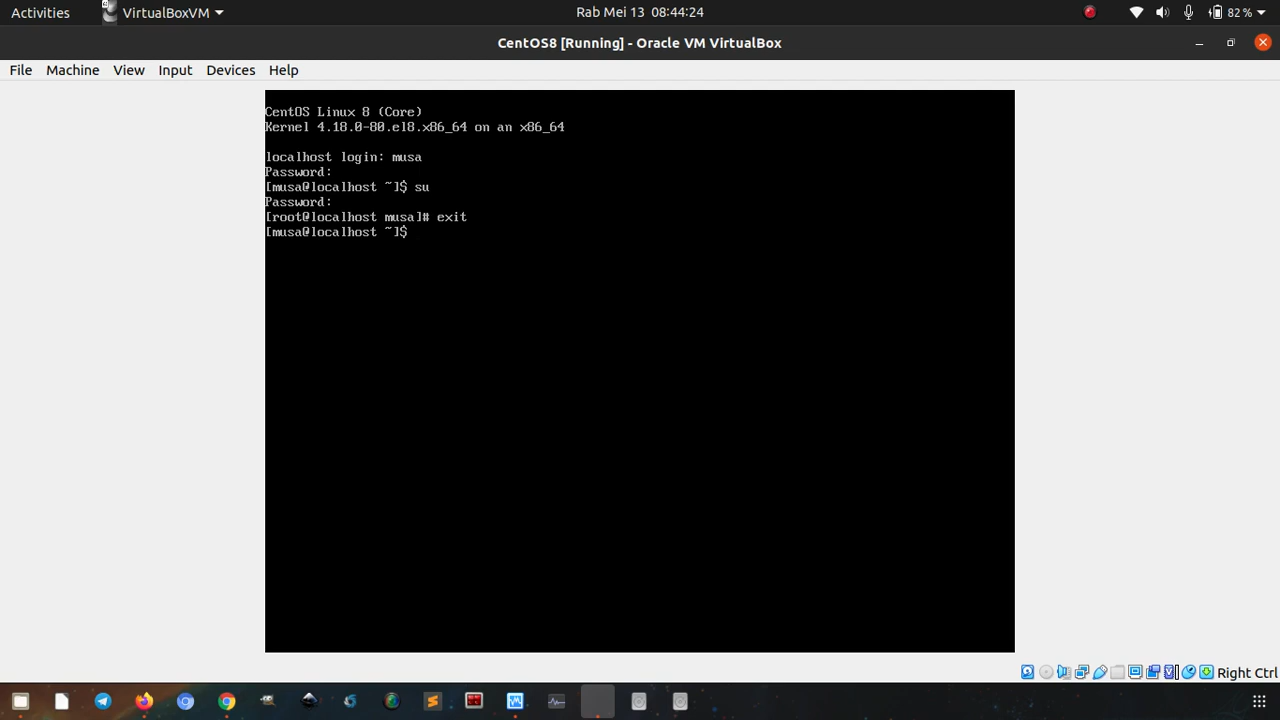 Activities VirtualBoxVM Rab Mei 13 08:44:24 82 %
CentOS8 [Running] - Oracle VM VirtualBox
File Machine View Input Devices Help
CentOS Linux 8 (Core)
Kernel 4.18.0-80.el8.x86_64 on an x86_64
localhost login: musa
Password:
[musa@localhost ~]$ su
Password:
[root@localhost musa]# exit
[musa@localhost ~]$
Right Ctrl